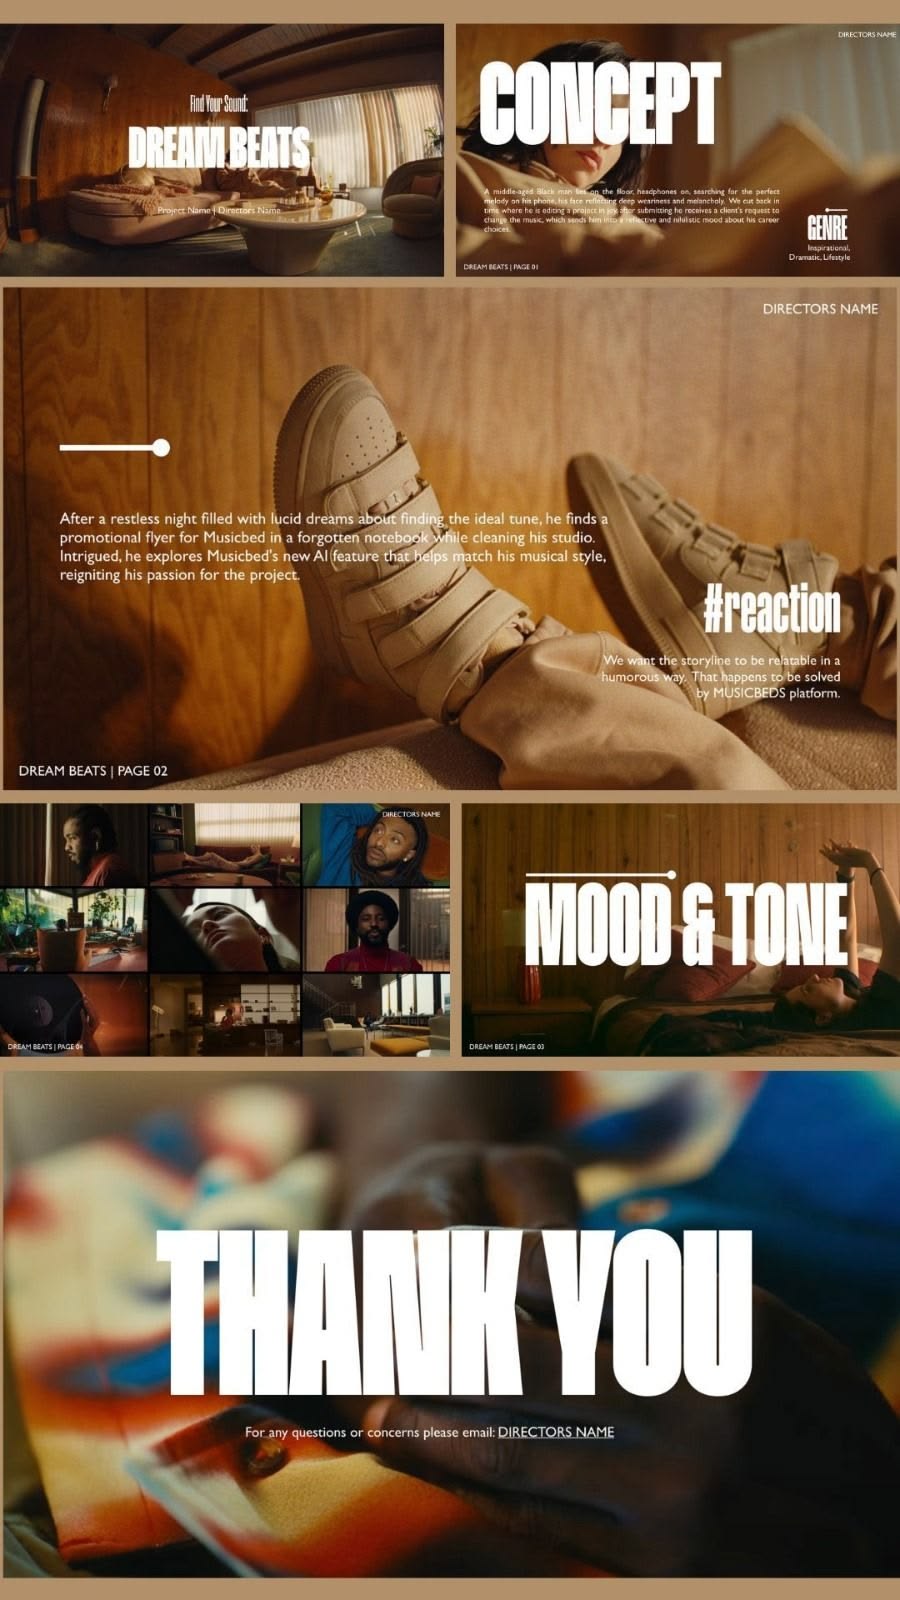 Find Your Sound:
DREAM BEATS
Project Name | Directors Name
DIRECTORS NAME
CONCEPT
A middle-aged Black man lies on the floor, headphones on, searching for the perfect
melody on his phone, his face reflecting deep weariness and melancholy. We cut back in
time where he is editing a project in joy after submitting he receives a client's request to
change the music, which sends him into a reflective and nihilistic mood about his career
choices.
GENRE
Inspirational,
Dramatic, Lifestyle
DREAM BEATS | PAGE 01
DIRECTORS NAME
After a restless night filled with lucid dreams about finding the ideal tune, he finds a
promotional flyer for Musicbed in a forgotten notebook while cleaning his studio.
Intrigued, he explores Musicbed's new AI feature that helps match his musical style,
reigniting his passion for the project.
#reaction
We want the storyline to be relatable in a
humorous way. That happens to be solved
by MUSICBEDS platform.
DREAM BEATS | PAGE 02
DIRECTORS NAME
DREAM BEATS | PAGE 04
MOOD & TONE
DREAM BEATS | PAGE 03
THANK YOU
For any questions or concerns please email: DIRECTORS NAME